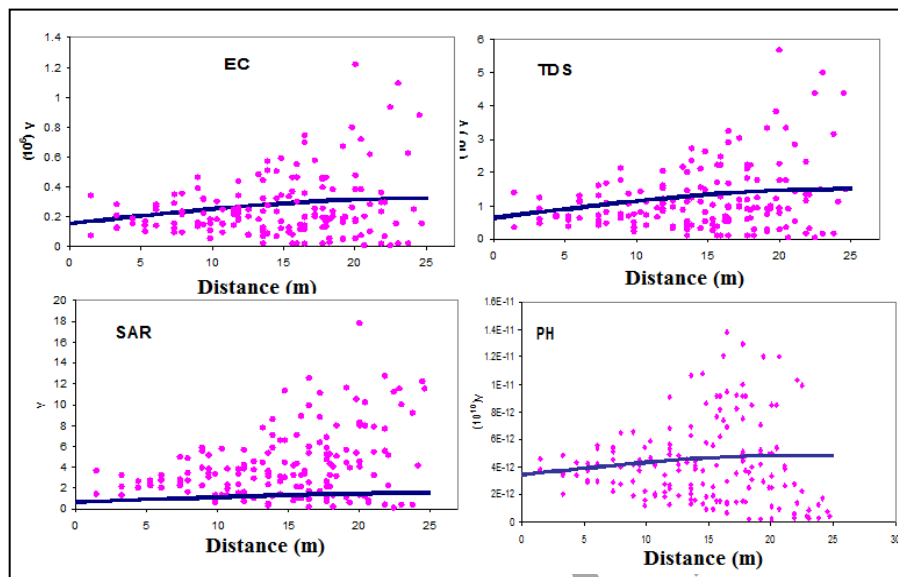 EC
1.4
1.2
1
0.8
0.6
0.4
0.2
0
(10⁶) γ
0 5 10 15 20 25
Distance (m)
TDS
6
5
4
3
2
1
0
0 5 10 15 20 25
Distance (m)
SAR
20
18
16
14
12
10
8
6
4
2
0
γ
0 5 10 15 20 25
Distance (m)
PH
1.6E-11
1.4E-11
1.2E-11
1E-11
8E-12
6E-12
4E-12
2E-12
0
(10¹⁰)γ
0 5 10 15 20 25 30
Distance (m)